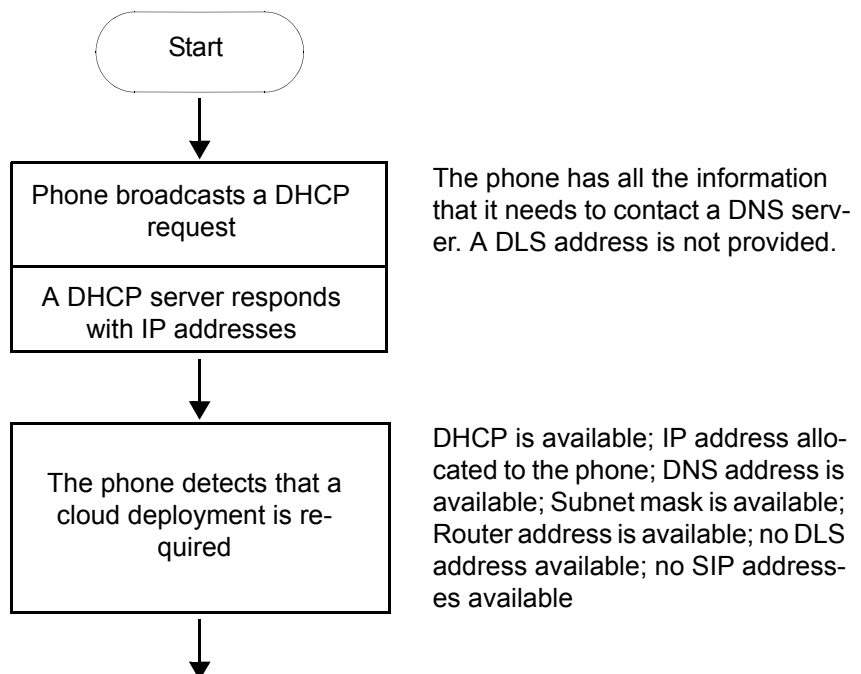 Start
Phone broadcasts a DHCP
request
The phone has all the information
that it needs to contact a DNS serv-
er. A DLS address is not provided.
A DHCP server responds
with IP addresses
The phone detects that a
cloud deployment is re-
quired
DHCP is available; IP address allo-
cated to the phone; DNS address is
available; Subnet mask is available;
Router address is available; no DLS
address available; no SIP address-
es available